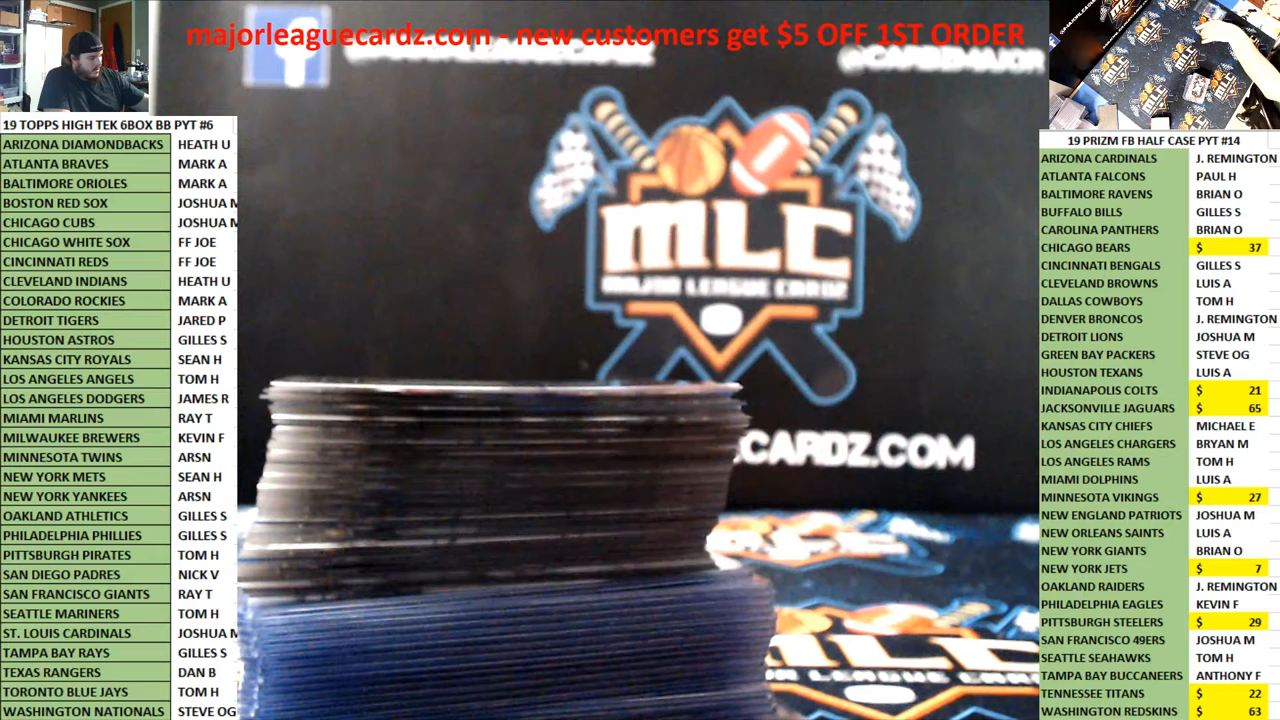 majorleaguecardz.com - new customers get $5 OFF 1ST ORDER
19 TOPPS HIGH TEK 6BOX BB PYT #6
ARIZONA DIAMONDBACKS HEATH U
ATLANTA BRAVES MARK A
BALTIMORE ORIOLES MARK A
BOSTON RED SOX JOSHUA M
CHICAGO CUBS JOSHUA M
CHICAGO WHITE SOX FF JOE
CINCINNATI REDS FF JOE
CLEVELAND INDIANS HEATH U
COLORADO ROCKIES MARK A
DETROIT TIGERS JARED P
HOUSTON ASTROS GILLES S
KANSAS CITY ROYALS SEAN H
LOS ANGELES ANGELS TOM H
LOS ANGELES DODGERS JAMES R
MIAMI MARLINS RAY T
MILWAUKEE BREWERS KEVIN F
MINNESOTA TWINS ARSN
NEW YORK METS SEAN H
NEW YORK YANKEES ARSN
OAKLAND ATHLETICS GILLES S
PHILADELPHIA PHILLIES GILLES S
PITTSBURGH PIRATES TOM H
SAN DIEGO PADRES NICK V
SAN FRANCISCO GIANTS RAY T
SEATTLE MARINERS TOM H
ST. LOUIS CARDINALS JOSHUA M
TAMPA BAY RAYS GILLES S
TEXAS RANGERS DAN B
TORONTO BLUE JAYS TOM H
WASHINGTON NATIONALS STEVE OG
f
MLC
MAJOR LEAGUE CARDZ
CARDZ.COM
MLC
19 PRIZM FB HALF CASE PYT #14
ARIZONA CARDINALS J. REMINGTON
ATLANTA FALCONS PAUL H
BALTIMORE RAVENS BRIAN O
BUFFALO BILLS GILLES S
CAROLINA PANTHERS BRIAN O
CHICAGO BEARS $ 37
CINCINNATI BENGALS GILLES S
CLEVELAND BROWNS LUIS A
DALLAS COWBOYS TOM H
DENVER BRONCOS J. REMINGTON
DETROIT LIONS JOSHUA M
GREEN BAY PACKERS STEVE OG
HOUSTON TEXANS LUIS A
INDIANAPOLIS COLTS $ 21
JACKSONVILLE JAGUARS $ 65
KANSAS CITY CHIEFS MICHAEL E
LOS ANGELES CHARGERS BRYAN M
LOS ANGELES RAMS TOM H
MIAMI DOLPHINS LUIS A
MINNESOTA VIKINGS $ 27
NEW ENGLAND PATRIOTS JOSHUA M
NEW ORLEANS SAINTS LUIS A
NEW YORK GIANTS BRIAN O
NEW YORK JETS $ 7
OAKLAND RAIDERS J. REMINGTON
PHILADELPHIA EAGLES KEVIN F
PITTSBURGH STEELERS $ 29
SAN FRANCISCO 49ERS JOSHUA M
SEATTLE SEAHAWKS TOM H
TAMPA BAY BUCCANEERS ANTHONY F
TENNESSEE TITANS $ 22
WASHINGTON REDSKINS $ 63